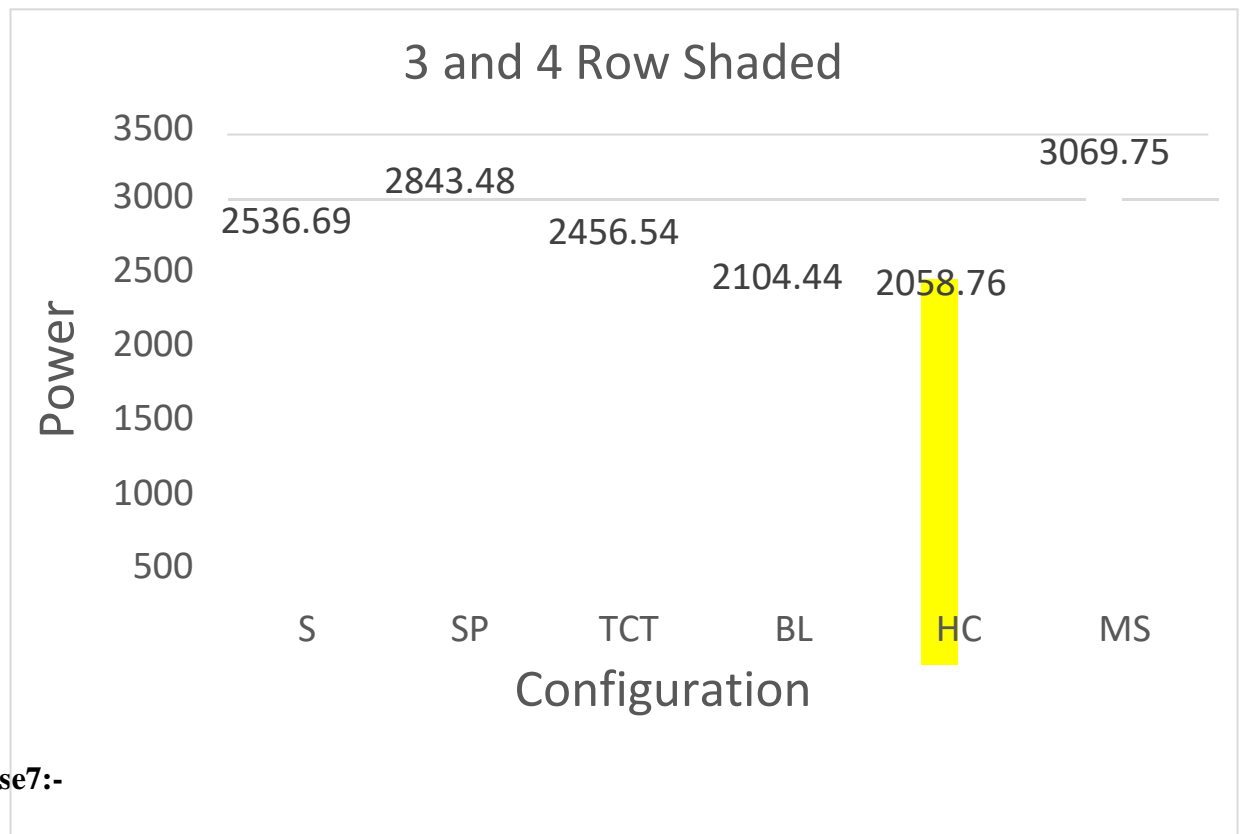 3 and 4 Row Shaded
3500
3069.75
2843.48
3000
2536.69
2456.54
2500
2104.44
2058.76
Power
2000
1500
1000
500
S SP TCT BL HC MS
Configuration
se7:-